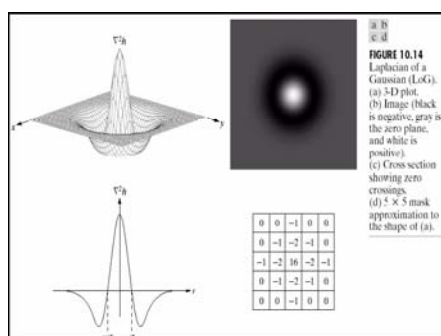 ∇²h
x
y
a b
c d
FIGURE 10.14
Laplacian of a
Gaussian (LoG).
(a) 3-D plot.
(b) Image (black
is negative, gray is
the zero plane,
and white is
positive).
(c) Cross section
showing zero
crossings.
(d) 5 × 5 mask
approximation to
the shape of (a).
∇²h
0 0 −1 0 0
0 −1 −2 −1 0
−1 −2 16 −2 −1
0 −1 −2 −1 0
0 0 −1 0 0